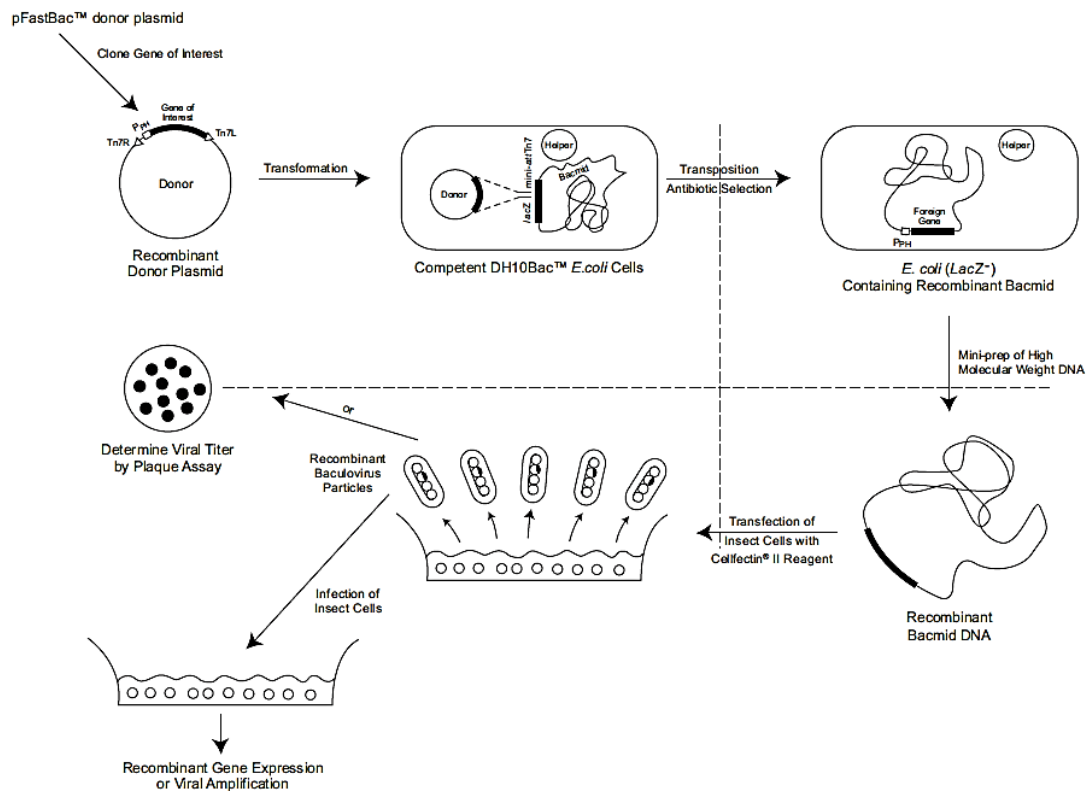 pFastBac™ donor plasmid
Clone Gene of Interest
Gene of
Interest
PPH
Tn7R
Tn7L
Donor
Recombinant
Donor Plasmid
Transformation
Helper
Donor
lacZ
mini-attTn7
Bacmid
Competent DH10Bac™ E.coli Cells
Transposition
Antibiotic Selection
Helper
Foreign
Gene
PPH
E. coli (LacZ⁻)
Containing Recombinant Bacmid
Mini-prep of High
Molecular Weight DNA
Recombinant
Bacmid DNA
Transfection of
Insect Cells with
Cellfectin® II Reagent
Recombinant
Baculovirus
Particles
or
Determine Viral Titer
by Plaque Assay
Infection of
Insect Cells
Recombinant Gene Expression
or Viral Amplification